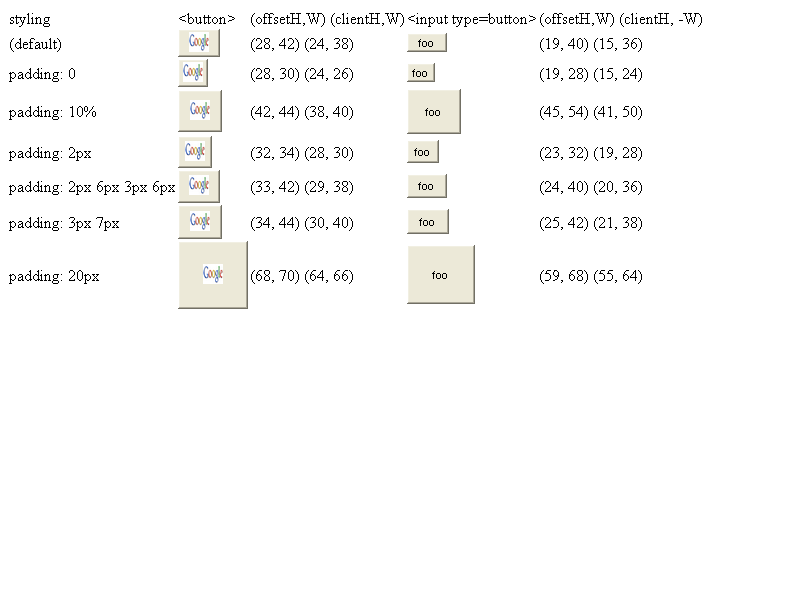 styling <button> (offsetH,W) (clientH,W) <input type=button> (offsetH,W) (clientH, -W)
(default) Google (28, 42) (24, 38) foo (19, 40) (15, 36)
padding: 0 Google (28, 30) (24, 26) foo (19, 28) (15, 24)
padding: 10% Google (42, 44) (38, 40) foo (45, 54) (41, 50)
padding: 2px Google (32, 34) (28, 30) foo (23, 32) (19, 28)
padding: 2px 6px 3px 6px Google (33, 42) (29, 38) foo (24, 40) (20, 36)
padding: 3px 7px Google (34, 44) (30, 40) foo (25, 42) (21, 38)
padding: 20px Google (68, 70) (64, 66) foo (59, 68) (55, 64)